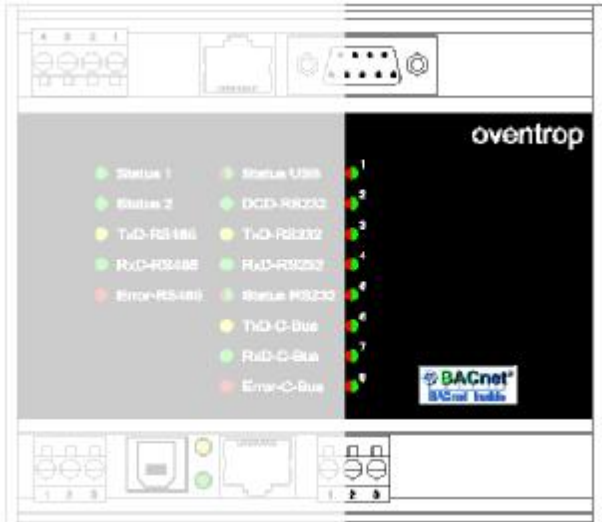 4 3 2 1
oventrop
Status 1 Status USB 1
Status 2 DCD-RS232 2
TxD-RS485 TxD-RS232 3
RxD-RS485 RxD-RS232 4
Error-RS485 Status RS232 5
TxD-C-Bus 6
RxD-C-Bus 7
Error-C-Bus 8
BACnet®
BACnet Inside
1 2 3 1 2 3